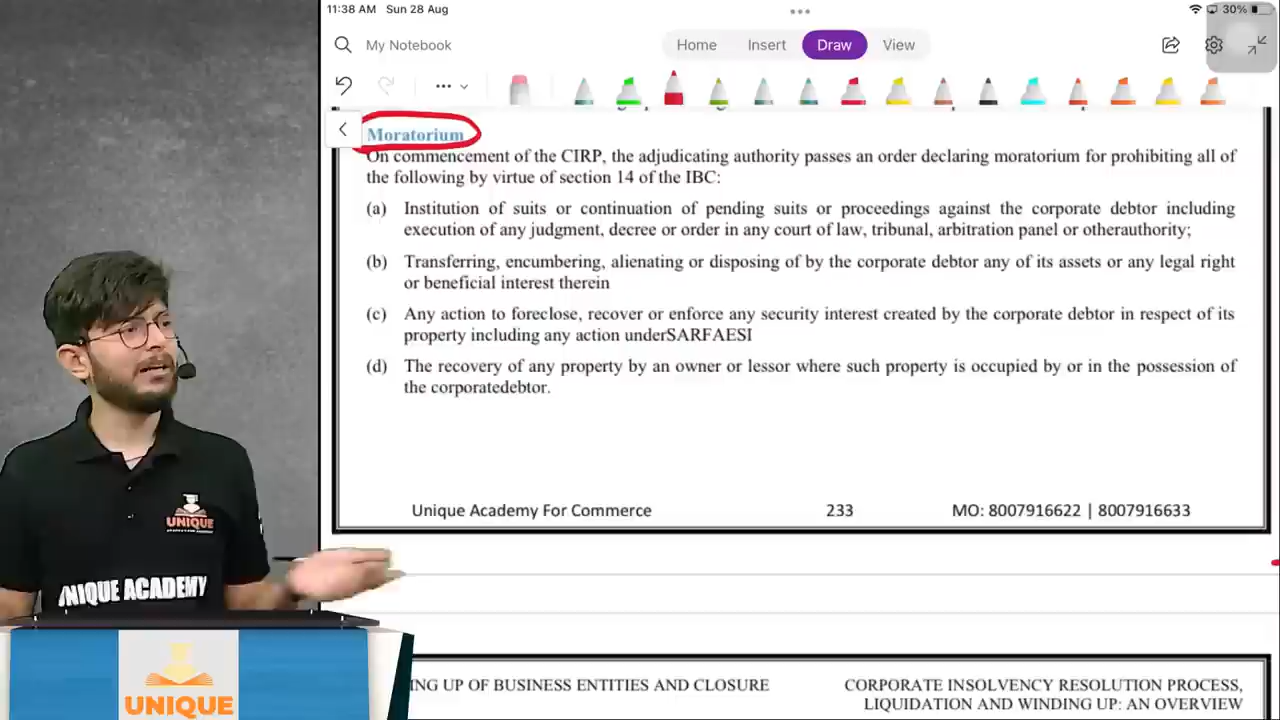 11:38 AM Sun 28 Aug
30%
My Notebook
Home Insert Draw View
Moratorium
On commencement of the CIRP, the adjudicating authority passes an order declaring moratorium for prohibiting all of
the following by virtue of section 14 of the IBC:
(a) Institution of suits or continuation of pending suits or proceedings against the corporate debtor including
execution of any judgment, decree or order in any court of law, tribunal, arbitration panel or otherauthority;
(b) Transferring, encumbering, alienating or disposing of by the corporate debtor any of its assets or any legal right
or beneficial interest therein
(c) Any action to foreclose, recover or enforce any security interest created by the corporate debtor in respect of its
property including any action underSARFAESI
(d) The recovery of any property by an owner or lessor where such property is occupied by or in the possession of
the corporatedebtor.
Unique Academy For Commerce 233 MO: 8007916622 | 8007916633
ING UP OF BUSINESS ENTITIES AND CLOSURE
CORPORATE INSOLVENCY RESOLUTION PROCESS,
LIQUIDATION AND WINDING UP: AN OVERVIEW
UNIQUE
UNIQUE ACADEMY
UNIQUE